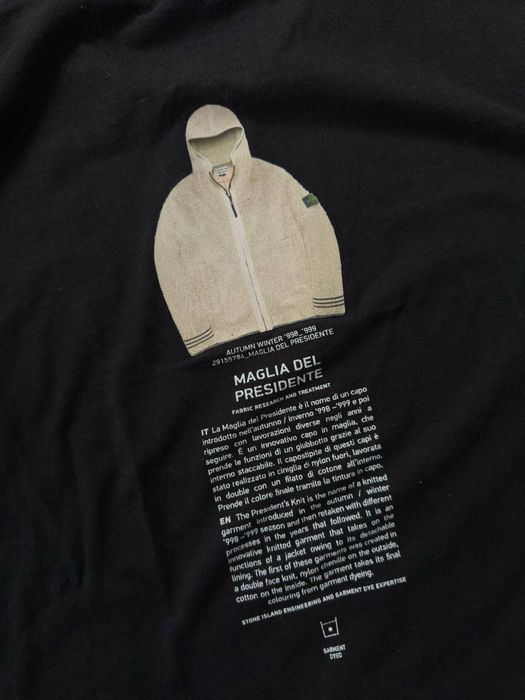 AUTUMN WINTER '998_'999
29155784_MAGLIA DEL PRESIDENTE
MAGLIA DEL
PRESIDENTE
FABRIC RESEARCH AND TREATMENT
IT La Maglia del Presidente è il nome di un capo
introdotto nell'autunno / inverno '998 -'999 e poi
ripreso con lavorazioni diverse negli anni a
seguire. È un innovativo capo in maglia, che
prende le funzioni di un giubbotto grazie al suo
interno staccabile. Il capostipite di questi capi è
stato realizzato in ciniglia di nylon fuori, lavorata
in double con un filato di cotone all'interno.
Prende il colore finale tramite la tintura in capo.
EN The President's Knit is the name of a knitted
garment introduced in the autumn / winter
'998 -'999 season and then retaken with different
processes in the years that followed. It is an
innovative knitted garment that takes on the
functions of a jacket owing to its detachable
lining. The first of these garments was created in
a double face knit, nylon chenille on the outside,
cotton on the inside. The garment takes its final
colouring from garment dyeing.
STONE ISLAND ENGINEERING AND GARMENT DYE EXPERTISE
GARMENT
DYED